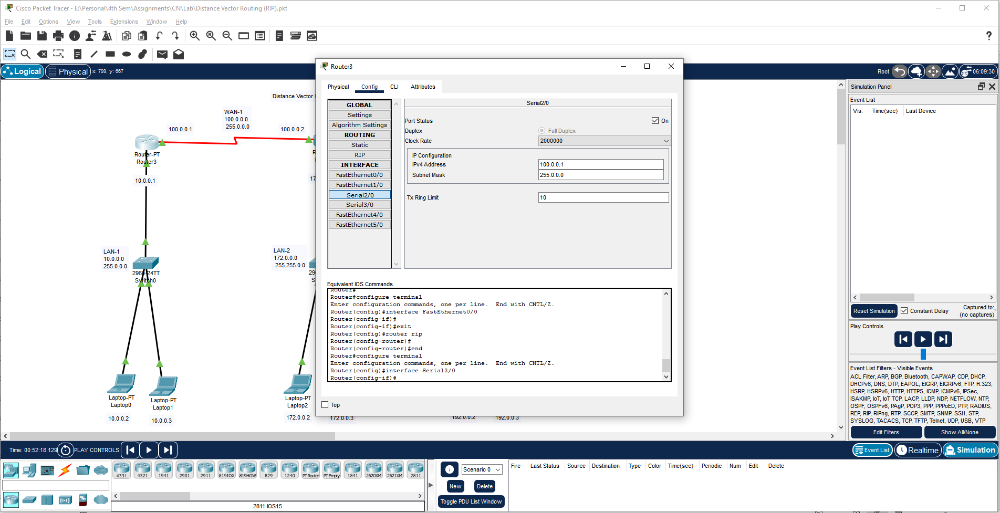 Cisco Packet Tracer - E:\Personal\4th Sem\Assignments\CN\Lab\Distance Vector Routing (RIP).pkt
File Edit Options View Tools Extensions Window Help
?
Logical Physical x: 799, y: 667
Root 06:09:30
Distance Vector
WAN-1
100.0.0.0
255.0.0.0
100.0.0.1
100.0.0.2
Router-PT
Router3
10.0.0.1
LAN-1
10.0.0.0
255.0.0.0
2960-24TT
Switch0
LAN-2
172.0.0.0
255.255.0.0
Laptop-PT
Laptop0
10.0.0.2
Laptop-PT
Laptop1
10.0.0.3
Laptop-PT
Laptop2
172.0.0.2
172.0.0.3
192.0.0.2
192.0.0.3
Router3
Physical Config CLI Attributes
GLOBAL
Settings
Algorithm Settings
ROUTING
Static
RIP
INTERFACE
FastEthernet0/0
FastEthernet1/0
Serial2/0
Serial3/0
FastEthernet4/0
FastEthernet5/0
Serial2/0
Port Status On
Duplex Full Duplex
Clock Rate 2000000
IP Configuration
IPv4 Address 100.0.0.1
Subnet Mask 255.0.0.0
Tx Ring Limit 10
Equivalent IOS Commands
Router#
Router#configure terminal
Enter configuration commands, one per line.  End with CNTL/Z.
Router(config)#interface FastEthernet0/0
Router(config-if)#
Router(config-if)#exit
Router(config)#router rip
Router(config-router)#
Router(config-router)#end
Router#configure terminal
Enter configuration commands, one per line.  End with CNTL/Z.
Router(config)#interface Serial2/0
Router(config-if)#
Top
Simulation Panel
Event List
Vis. Time(sec) Last Device
Reset Simulation Constant Delay Captured to:
(no captures)
Play Controls
Event List Filters - Visible Events
ACL Filter, ARP, BGP, Bluetooth, CAPWAP, CDP, DHCP,
DHCPv6, DNS, DTP, EAPOL, EIGRP, EIGRPv6, FTP, H.323,
HSRP, HSRPv6, HTTP, HTTPS, ICMP, ICMPv6, IPSec,
ISAKMP, IoT, IoT TCP, LACP, LLDP, NDP, NETFLOW, NTP,
OSPF, OSPFv6, PAgP, POP3, PPP, PPPoED, PTP, RADIUS,
REP, RIP, RIPng, RTP, SCCP, SMTP, SNMP, SSH, STP,
SYSLOG, TACACS, TCP, TFTP, Telnet, UDP, USB, VTP
Edit Filters Show All/None
Time: 00:52:18.129 PLAY CONTROLS:
Event List Realtime Simulation
4331 4321 1941 2901 2911 819IOX 819HGW 829 1240 PT-Router PT-Empty 1841 2620XM 2621XM 2811
2811 IOS15
Scenario 0
New Delete
Toggle PDU List Window
Fire Last Status Source Destination Type Color Time(sec) Periodic Num Edit Delete